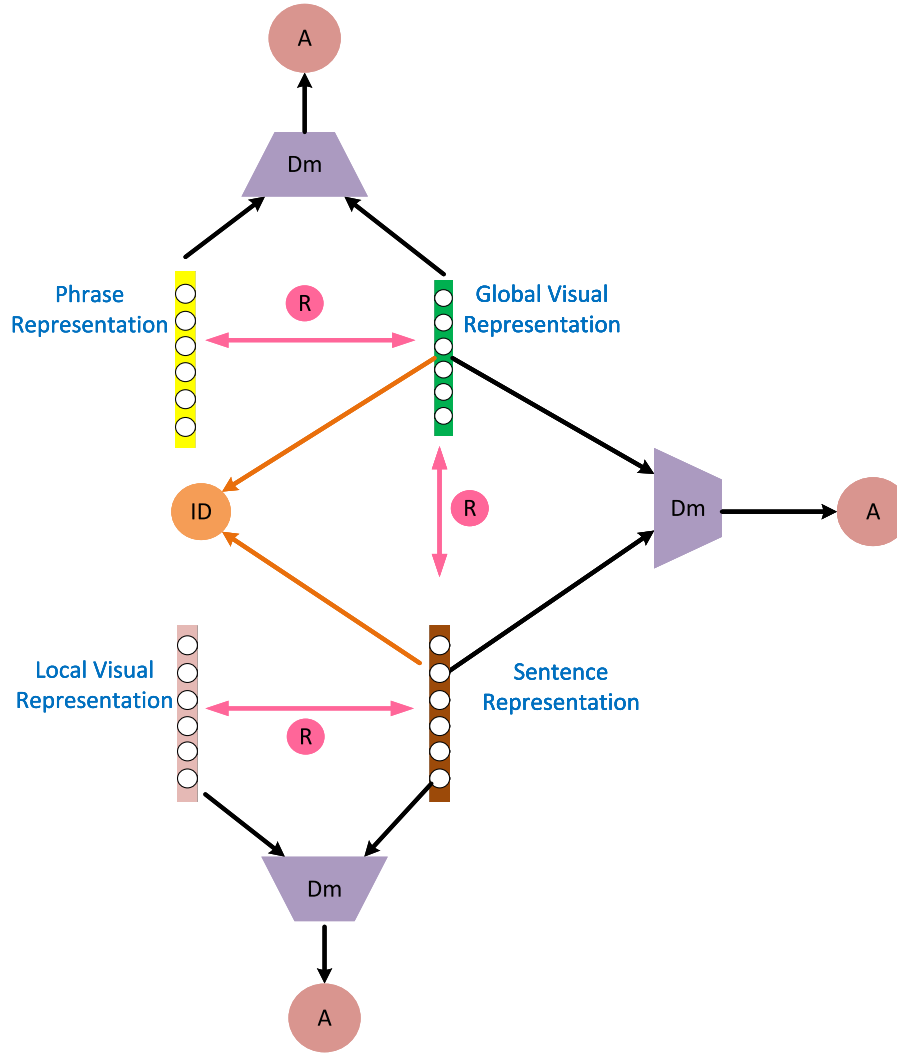 A
Dm
Phrase
Representation
R
Global Visual
Representation
ID
R
Dm
A
Local Visual
Representation
R
Sentence
Representation
Dm
A